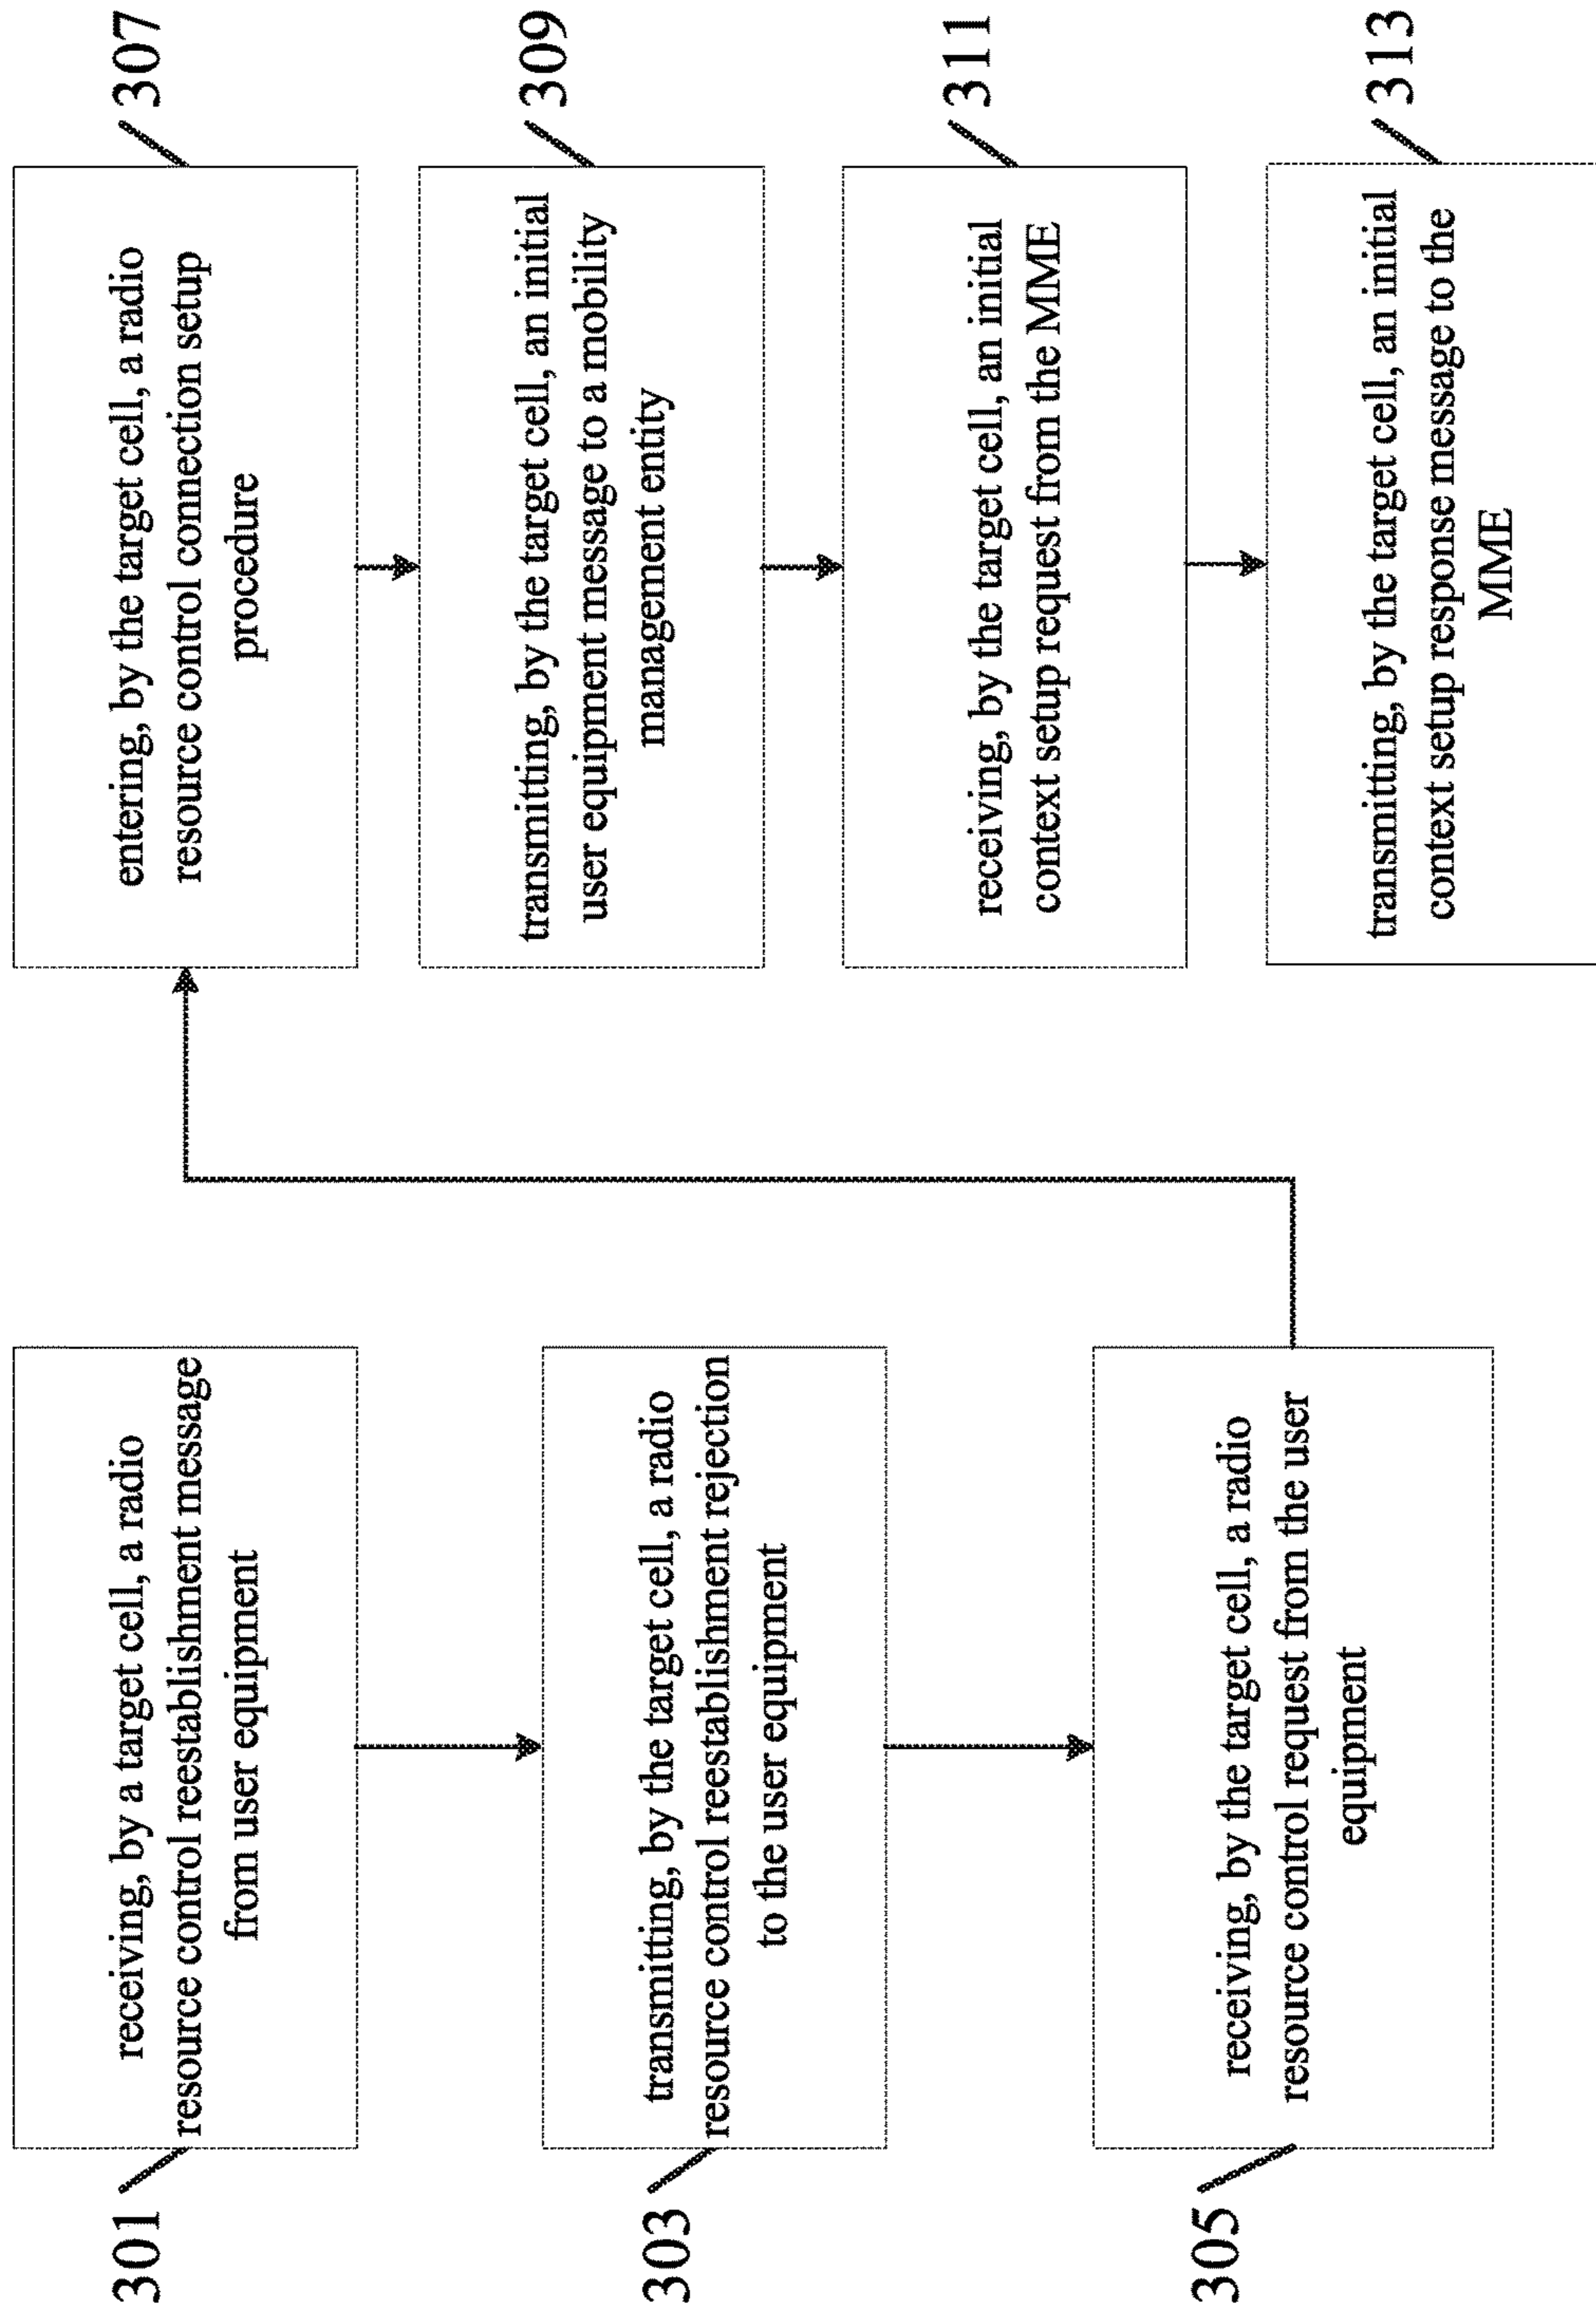 301
receiving, by a target cell, a radio
resource control reestablishment message
from user equipment
303
transmitting, by the target cell, a radio
resource control reestablishment rejection
to the user equipment
305
receiving, by the target cell, a radio
resource control request from the user
equipment
307
entering, by the target cell, a radio
resource control connection setup
procedure
309
transmitting, by the target cell, an initial
user equipment message to a mobility
management entity
311
receiving, by the target cell, an initial
context setup request from the MME
313
transmitting, by the target cell, an initial
context setup response message to the
MME